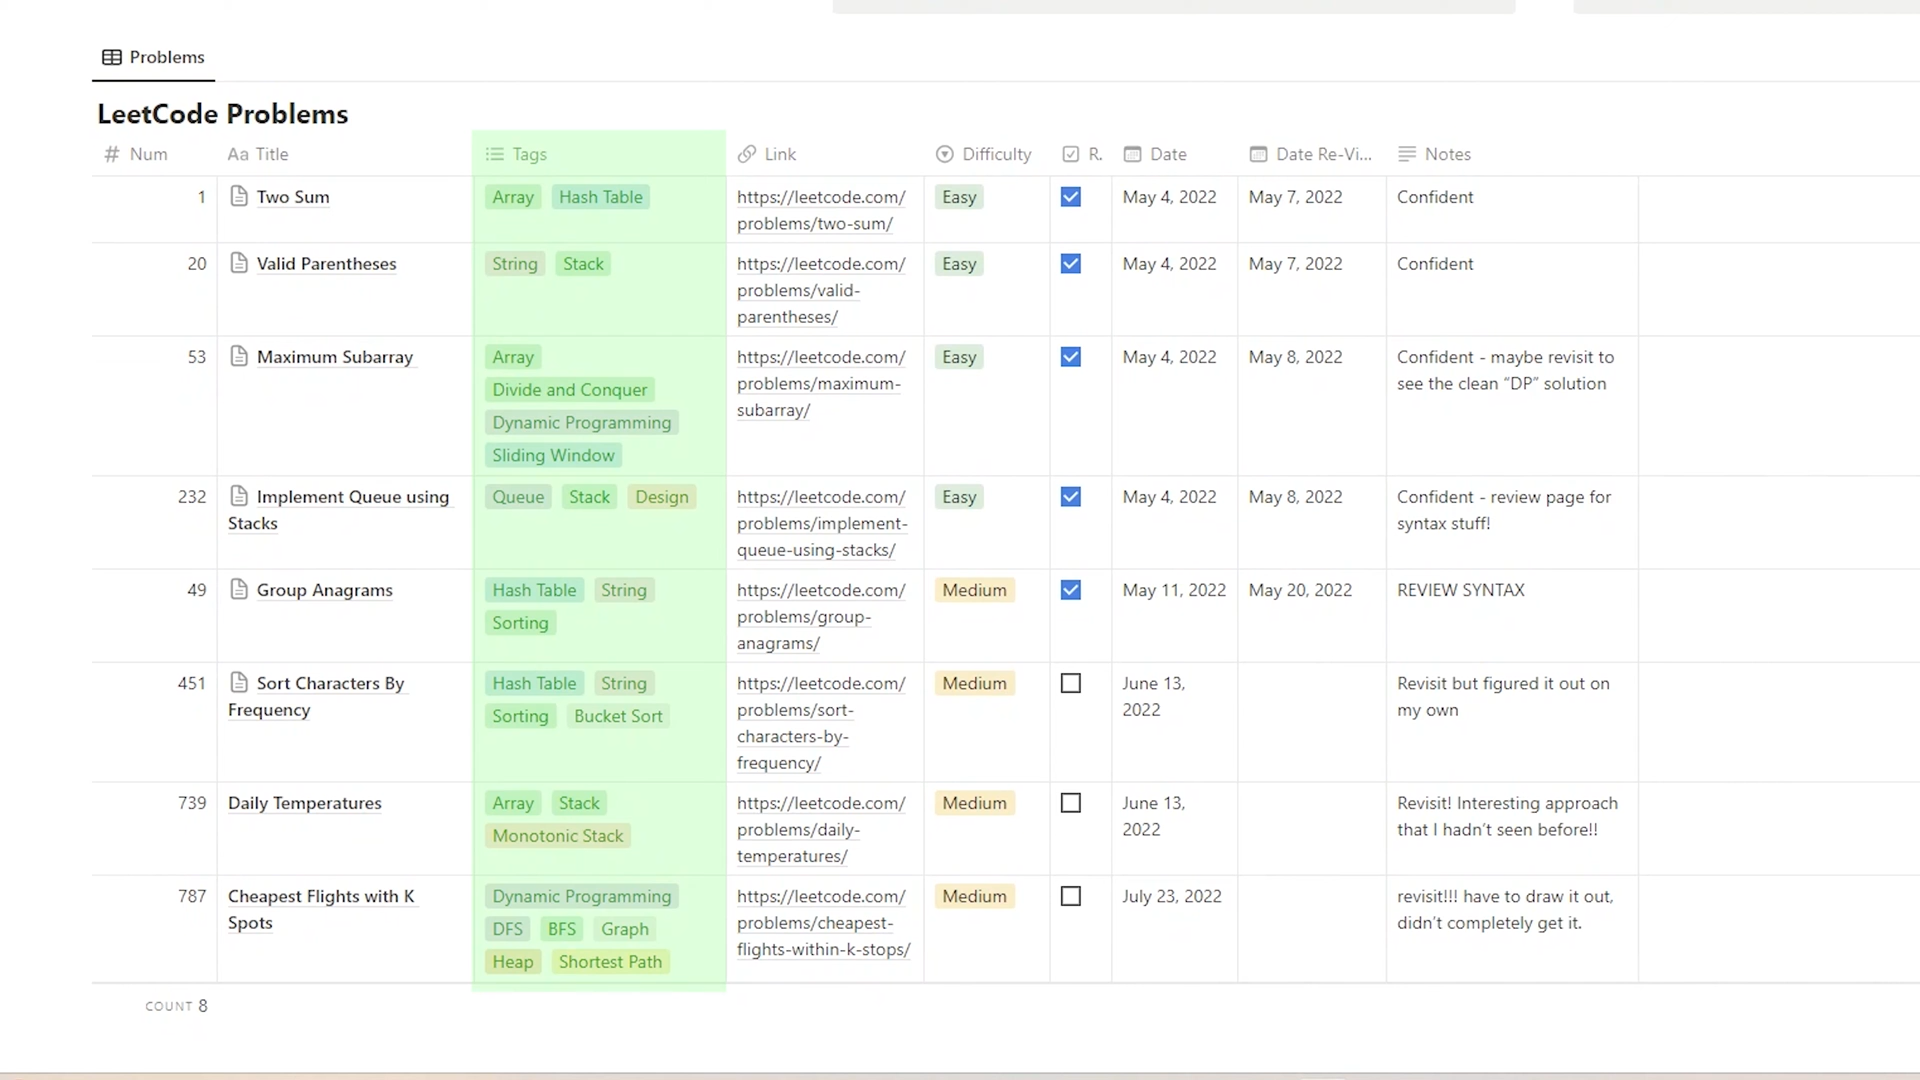 Problems
LeetCode Problems
# Num Aa Title Tags Link Difficulty R. Date Date Re-Vi... Notes
1 Two Sum Array Hash Table https://leetcode.com/ Easy May 4, 2022 May 7, 2022 Confident
problems/two-sum/
20 Valid Parentheses String Stack https://leetcode.com/ Easy May 4, 2022 May 7, 2022 Confident
problems/valid-
parentheses/
53 Maximum Subarray Array https://leetcode.com/ Easy May 4, 2022 May 8, 2022 Confident - maybe revisit to
Divide and Conquer problems/maximum- see the clean “DP” solution
Dynamic Programming subarray/
Sliding Window
232 Implement Queue using Queue Stack Design https://leetcode.com/ Easy May 4, 2022 May 8, 2022 Confident - review page for
Stacks problems/implement- syntax stuff!
queue-using-stacks/
49 Group Anagrams Hash Table String https://leetcode.com/ Medium May 11, 2022 May 20, 2022 REVIEW SYNTAX
Sorting problems/group-
anagrams/
451 Sort Characters By Hash Table String https://leetcode.com/ Medium June 13, Revisit but figured it out on
Frequency Sorting Bucket Sort problems/sort- 2022 my own
characters-by-
frequency/
739 Daily Temperatures Array Stack https://leetcode.com/ Medium June 13, Revisit! Interesting approach
Monotonic Stack problems/daily- 2022 that I hadn’t seen before!!
temperatures/
787 Cheapest Flights with K Dynamic Programming https://leetcode.com/ Medium July 23, 2022 revisit!!! have to draw it out,
Spots DFS BFS Graph problems/cheapest- didn’t completely get it.
Heap Shortest Path flights-within-k-stops/
COUNT 8